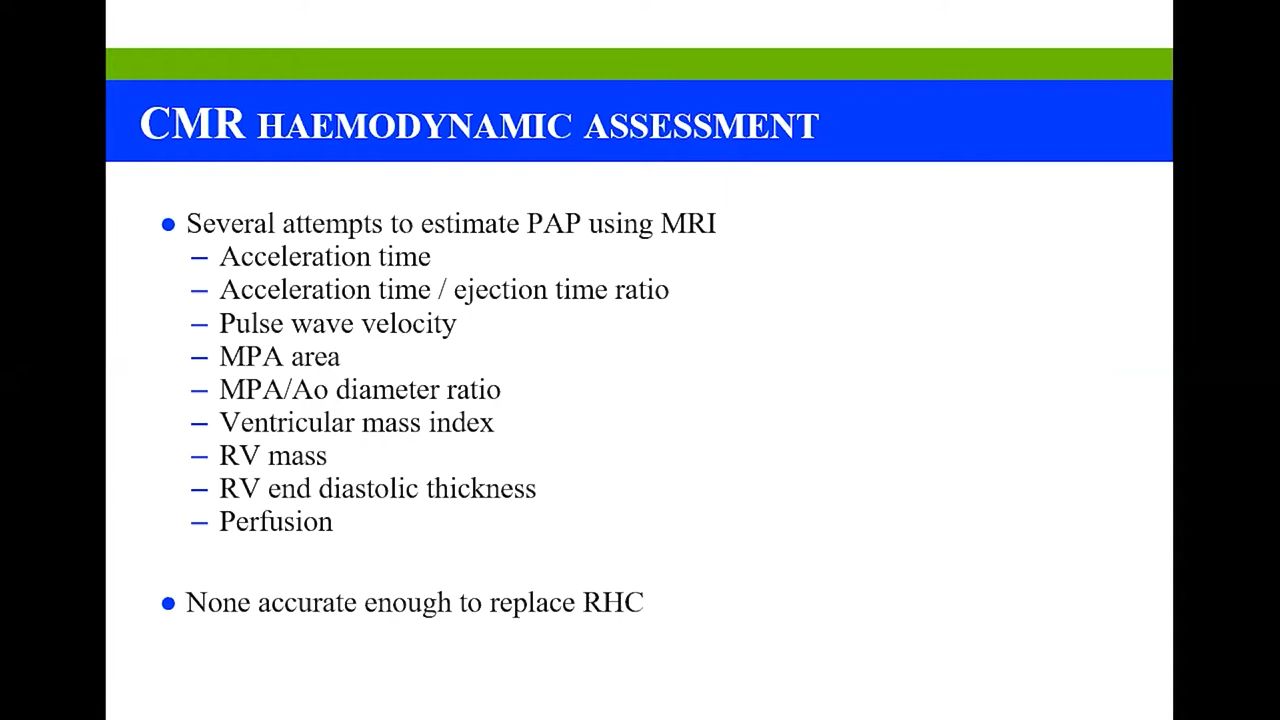 CMR HAEMODYNAMIC ASSESSMENT
● Several attempts to estimate PAP using MRI
– Acceleration time
– Acceleration time / ejection time ratio
– Pulse wave velocity
– MPA area
– MPA/Ao diameter ratio
– Ventricular mass index
– RV mass
– RV end diastolic thickness
– Perfusion
● None accurate enough to replace RHC